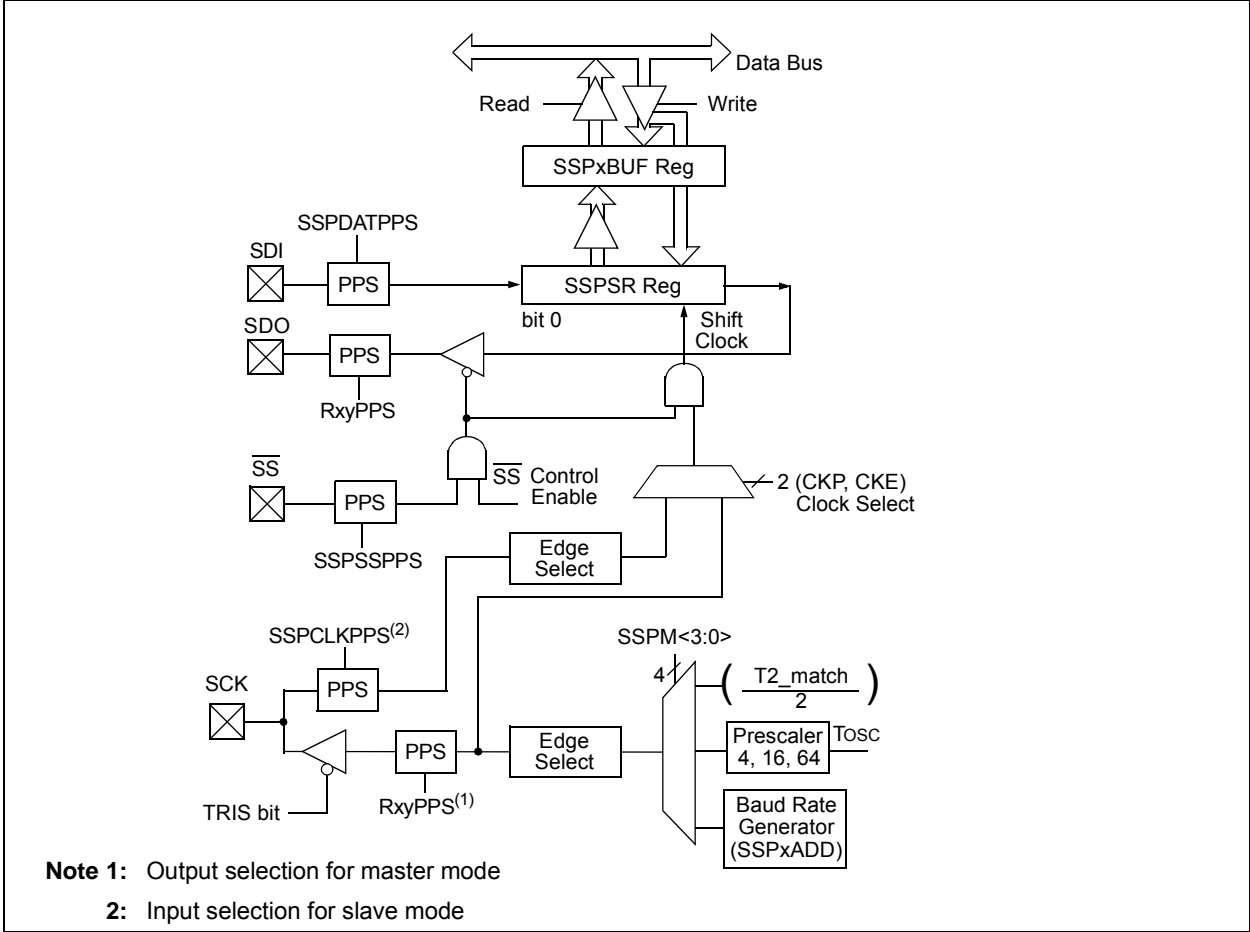 Data Bus
Read
Write
SSPxBUF Reg
SSPDATPPS
SDI
PPS
SSPSR Reg
bit 0
Shift
Clock
SDO
PPS
RxyPPS
SS
PPS
SS Control
Enable
2 (CKP, CKE)
Clock Select
SSPSSPPS
Edge
Select
SSPCLKPPS(2)
SSPM<3:0>
4
( T2_match
2 )
SCK
PPS
Prescaler
4, 16, 64
TOSC
PPS
Edge
Select
RxyPPS(1)
TRIS bit
Baud Rate
Generator
(SSPxADD)
Note 1: Output selection for master mode
2: Input selection for slave mode